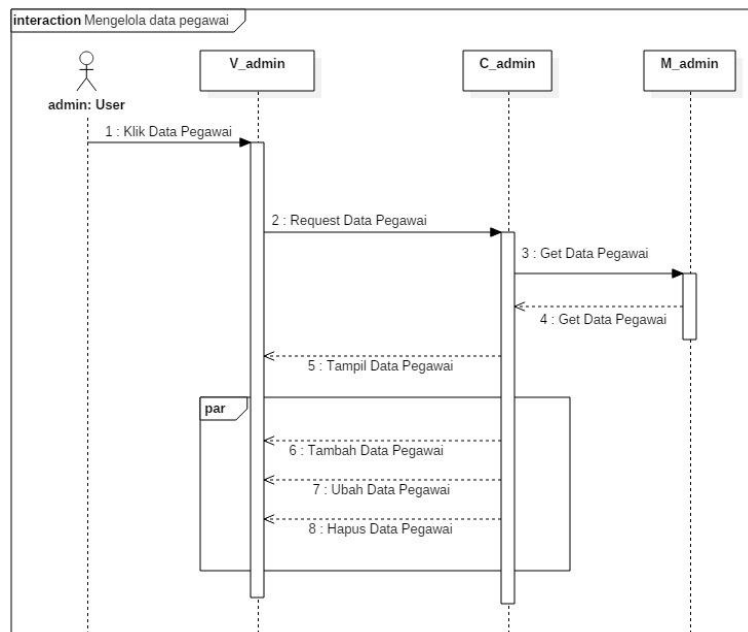 interaction Mengelola data pegawai
V_admin
C_admin
M_admin
admin: User
1 : Klik Data Pegawai
2 : Request Data Pegawai
3 : Get Data Pegawai
4 : Get Data Pegawai
5 : Tampil Data Pegawai
par
6 : Tambah Data Pegawai
7 : Ubah Data Pegawai
8 : Hapus Data Pegawai